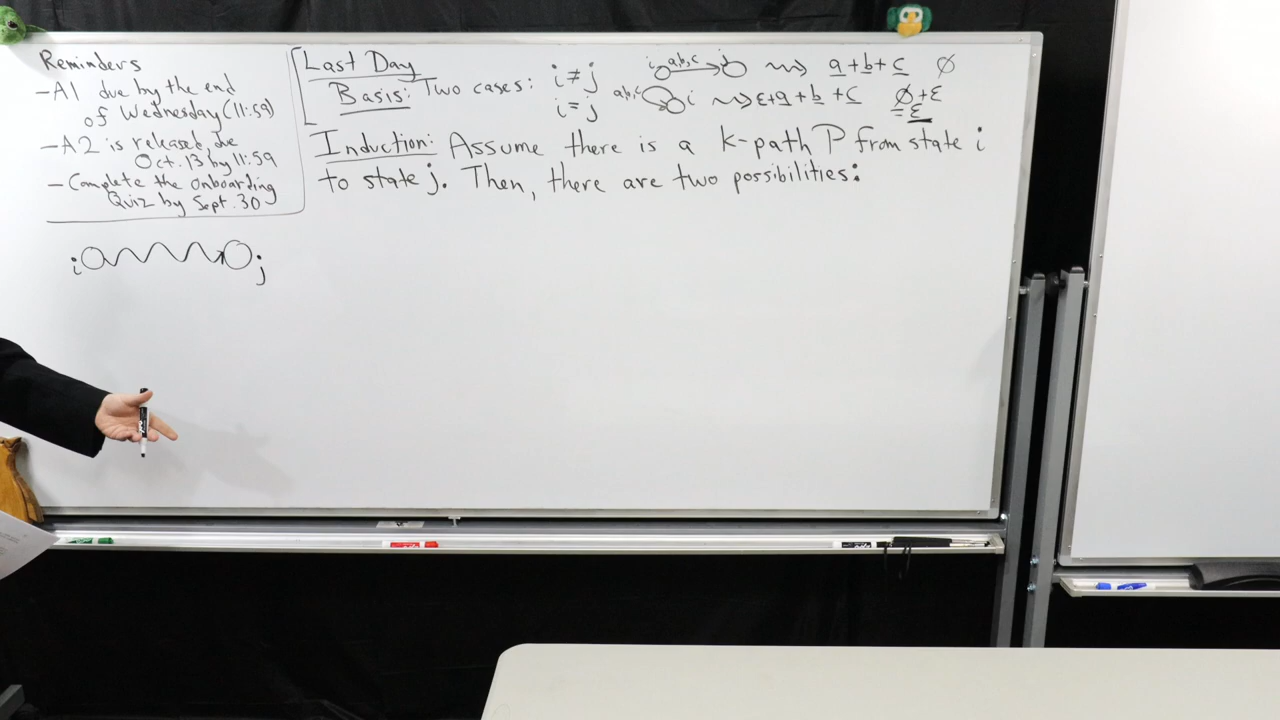 Reminders
- A1 due by the end
of Wednesday (11:59)
- A2 is released, due
Oct. 13 by 11:59
- Complete the Onboarding
Quiz by Sept. 30
Last Day
Basis: Two cases: i ≠ j
i = j
i a,b,c j ⇝ a + b + c ∅
a,b,c i ⇝ ε + a + b + c ∅ + ε
= ε
Induction: Assume there is a k-path P from state i
to state j. Then, there are two possibilities:
i j